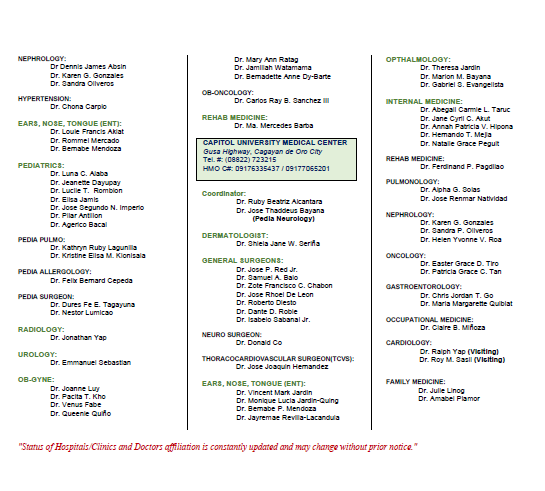 NEPHROLOGY:
Dr Dennis James Absin
Dr. Karen G. Gonzales
Dr. Sandra Oliveros
HYPERTENSION:
Dr. Chona Carpio
EARS, NOSE, TONGUE (ENT):
Dr. Louie Francis Aklat
Dr. Rommel Mercado
Dr. Bernabe Mendoza
PEDIATRICS:
Dr. Luna C. Alaba
Dr. Jeanette Dayupay
Dr. Lucile T. Rombion
Dr. Elisa Jamis
Dr. Jose Segundo N. Imperio
Dr. Pilar Antillon
Dr. Agerico Bacal
PEDIA PULMO:
Dr. Kathryn Ruby Lagunilla
Dr. Kristine Elisa M. Kionisala
PEDIA ALLERGOLOGY:
Dr. Felix Bernard Cepeda
PEDIA SURGEON:
Dr. Dures Fe E. Tagayuna
Dr. Nestor Lumicao
RADIOLOGY:
Dr. Jonathan Yap
UROLOGY:
Dr. Emmanuel Sebastian
OB-GYNE:
Dr. Joanne Luy
Dr. Pacita T. Kho
Dr. Venus Fabe
Dr. Queenie Quiño
Dr. Mary Ann Ratag
Dr. Jamillah Watamama
Dr. Bernadette Anne Dy-Barte
OB-ONCOLOGY:
Dr. Carlos Ray B. Sanchez III
REHAB MEDICINE:
Dr. Ma. Mercedes Barba
CAPITOL UNIVERSITY MEDICAL CENTER
Gusa Highway, Cagayan de Oro City
Tel. #: (08822) 723215
HMO C#: 09176335437 / 09177065201
Coordinator:
Dr. Ruby Beatriz Alcantara
Dr. Jose Thaddeus Bayana
(Pedia Neurology)
DERMATOLOGIST:
Dr. Shiela Jane W. Seriña
GENERAL SURGEONS:
Dr. Jose P. Red Jr.
Dr. Samuel A. Balo
Dr. Zote Francisco C. Chabon
Dr. Jose Rhoel De Leon
Dr. Roberto Diesto
Dr. Dante D. Roble
Dr. Isabelo Sabanal Jr.
NEURO SURGEON:
Dr. Donald Co
THORACOCARDIOVASCULAR SURGEON(TCVS):
Dr. Jose Joaquin Hernandez
EARS, NOSE, TONGUE (ENT):
Dr. Vincent Mark Jardin
Dr. Monique Lucia Jardin-Quing
Dr. Bernabe P. Mendoza
Dr. Jayremae Revilla-Lacandula
OPTHALMOLOGY:
Dr. Theresa Jardin
Dr. Marion M. Bayana
Dr. Gabriel S. Evangelista
INTERNAL MEDICINE:
Dr. Abegail Carmie L. Taruc
Dr. Jane Cyril C. Akut
Dr. Annah Patricia V. Hipona
Dr. Hernando T. Mejia
Dr. Natalie Grace Peguit
REHAB MEDICINE:
Dr. Ferdinand P. Pagdilao
PULMONOLOGY:
Dr. Alpha G. Solas
Dr. Jose Renmar Natividad
NEPHROLOGY:
Dr. Karen G. Gonzales
Dr. Sandra P. Oliveros
Dr. Helen Yvonne V. Roa
ONCOLOGY:
Dr. Easter Grace D. Tiro
Dr. Patricia Grace C. Tan
GASTROENTOROLOGY:
Dr. Chris Jordan T. Go
Dr. Maria Margarette Quiblat
OCCUPATIONAL MEDICINE:
Dr. Claire B. Miñoza
CARDIOLOGY:
Dr. Ralph Yap (Visiting)
Dr. Roy M. Sasil (Visiting)
FAMILY MEDICINE:
Dr. Julie Linog
Dr. Amabel Plamor
"Status of Hospitals/Clinics and Doctors affiliation is constantly updated and may change without prior notice."